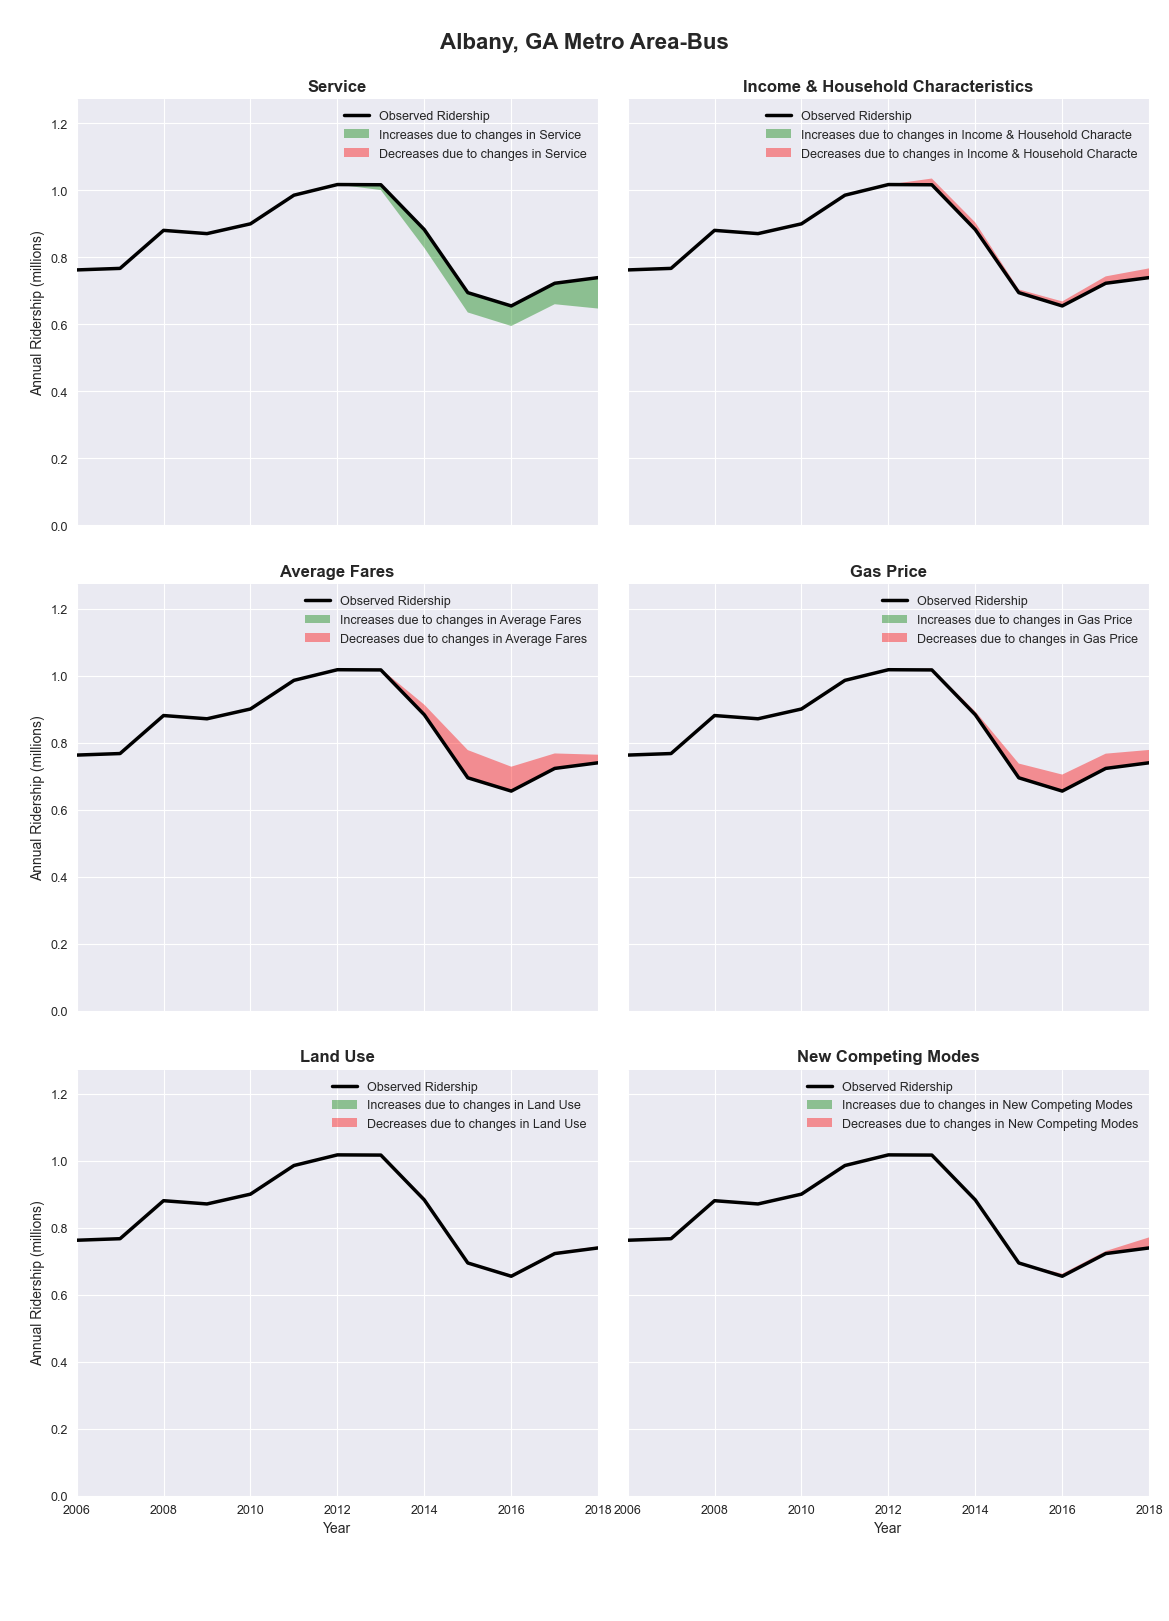 Albany, GA Metro Area-Bus
Service
Observed Ridership
Increases due to changes in Service
Decreases due to changes in Service
1.2
1.0
0.8
0.6
0.4
0.2
0.0
Annual Ridership (millions)
Income & Household Characteristics
Observed Ridership
Increases due to changes in Income & Household Characte
Decreases due to changes in Income & Household Characte
Average Fares
Observed Ridership
Increases due to changes in Average Fares
Decreases due to changes in Average Fares
1.2
1.0
0.8
0.6
0.4
0.2
0.0
Annual Ridership (millions)
Gas Price
Observed Ridership
Increases due to changes in Gas Price
Decreases due to changes in Gas Price
Land Use
Observed Ridership
Increases due to changes in Land Use
Decreases due to changes in Land Use
1.2
1.0
0.8
0.6
0.4
0.2
0.0
Annual Ridership (millions)
2006 2008 2010 2012 2014 2016 2018
Year
New Competing Modes
Observed Ridership
Increases due to changes in New Competing Modes
Decreases due to changes in New Competing Modes
2006 2008 2010 2012 2014 2016 2018
Year